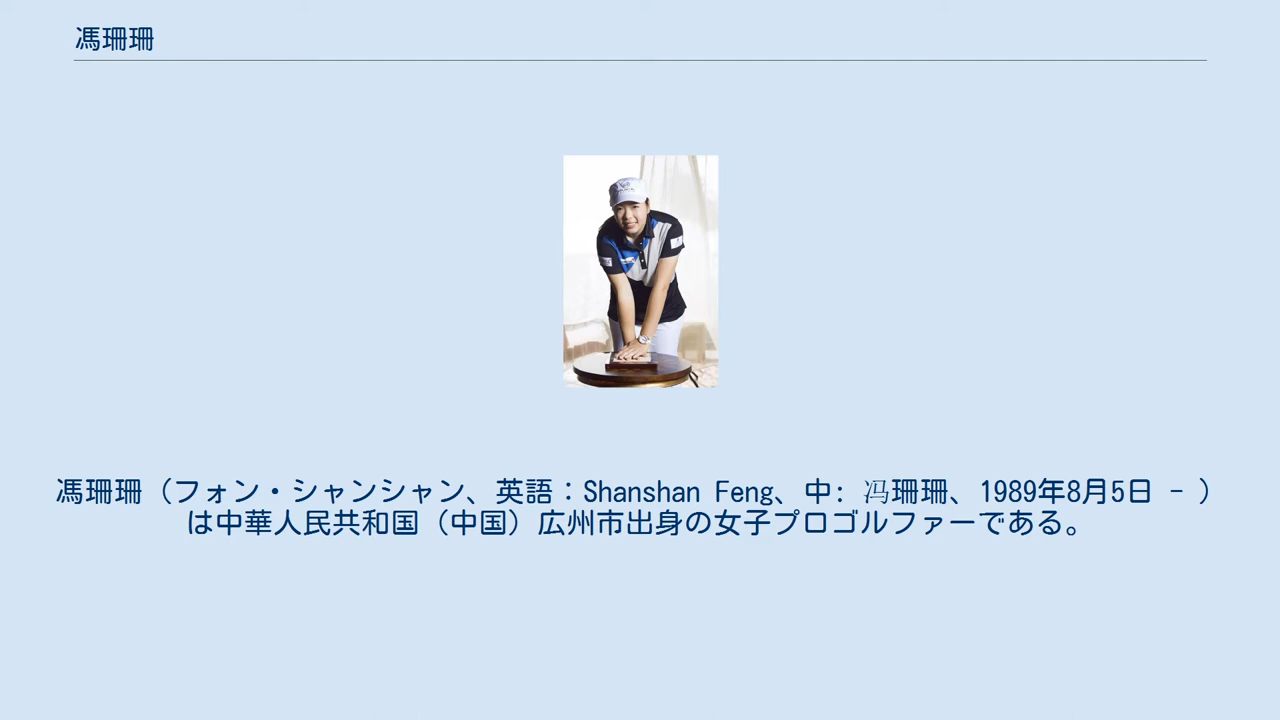 馮珊珊
馮珊珊（フォン・シャンシャン、英語：Shanshan Feng、中: 冯珊珊、1989年8月5日 - ）
は中華人民共和国（中国）広州市出身の女子プロゴルファーである。